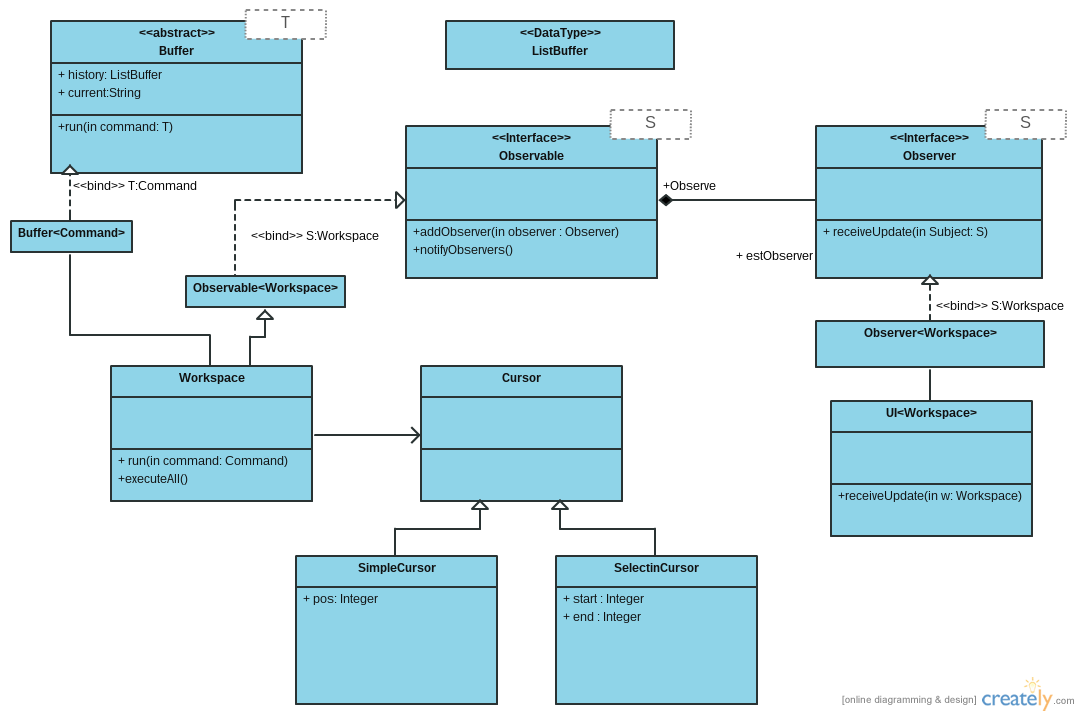 T
<<abstract>>
Buffer
+ history: ListBuffer
+ current:String
+run(in command: T)
<<DataType>>
ListBuffer
S
<<Interface>>
Observable
+addObserver(in observer : Observer)
+notifyObservers()
S
<<Interface>>
Observer
+ receiveUpdate(in Subject: S)
+Observe
+ estObserver
<<bind>> T:Command
Buffer<Command>
<<bind>> S:Workspace
Observable<Workspace>
<<bind>> S:Workspace
Observer<Workspace>
Workspace
+ run(in command: Command)
+executeAll()
Cursor
UI<Workspace>
+receiveUpdate(in w: Workspace)
SimpleCursor
+ pos: Integer
SelectinCursor
+ start : Integer
+ end : Integer
[online diagramming & design] creately.com